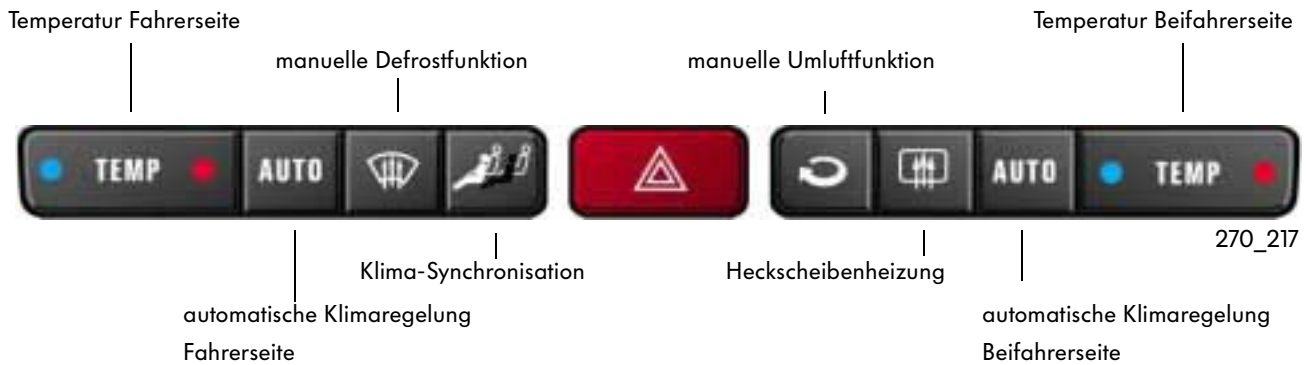 Temperatur Fahrerseite
Temperatur Beifahrerseite
manuelle Defrostfunktion
manuelle Umluftfunktion
TEMP
AUTO
AUTO
TEMP
270_217
Klima-Synchronisation
Heckscheibenheizung
automatische Klimaregelung
Fahrerseite
automatische Klimaregelung
Beifahrerseite